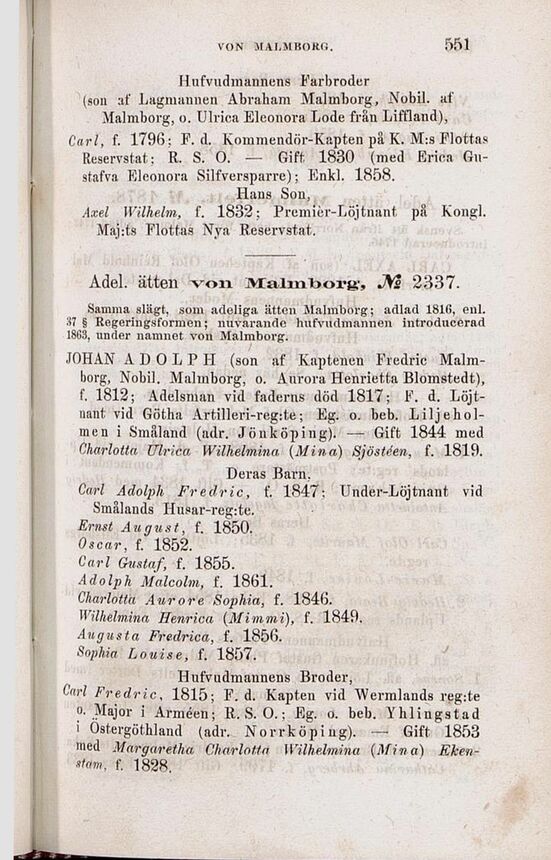 VON MALMBORG. 551
Hufvudmannens Farbroder
(son af Lagmannen Abraham Malmborg, Nobil. af
Malmborg, o. Ulrica Eleonora Lode från Liffland),
Carl, f. 1796; F. d. Kommendör-Kapten på K. M:s Flottas
Reservstat; R. S. O. — Gift 1830 (med Erica Gu-
stafva Eleonora Silfversparre); Enkl. 1858.
Hans Son,
Axel Wilhelm, f. 1832; Premier-Löjtnant på Kongl.
Maj:ts Flottas Nya Reservstat.
Adel. ätten von Malmborg, № 2337.
Samma slägt, som adeliga ätten Malmborg; adlad 1816, enl.
37 § Regeringsformen; nuvarande hufvudmannen introducerad
1863, under namnet von Malmborg.
JOHAN ADOLPH (son af Kaptenen Fredric Malm-
borg, Nobil. Malmborg, o. Aurora Henrietta Blomstedt),
f. 1812; Adelsman vid faderns död 1817; F. d. Löjt-
nant vid Götha Artilleri-reg:te; Eg. o. beb. Liljehol-
men i Småland (adr. Jönköping). — Gift 1844 med
Charlotta Ulrica Wilhelmina (Mina) Sjöstéen, f. 1819.
Deras Barn:
Carl Adolph Fredric, f. 1847; Under-Löjtnant vid
Smålands Husar-reg:te.
Ernst August, f. 1850.
Oscar, f. 1852.
Carl Gustaf, f. 1855.
Adolph Malcolm, f. 1861.
Charlotta Aurore Sophia, f. 1846.
Wilhelmina Henrica (Mimmi), f. 1849.
Augusta Fredrica, f. 1856.
Sophia Louise, f. 1857.
Hufvudmannens Broder,
Carl Fredric, 1815; F. d. Kapten vid Wermlands reg:te
o. Major i Arméen; R. S. O.; Eg. o. beb. Yhlingstad
i Östergöthland (adr. Norrköping). — Gift 1853
med Margaretha Charlotta Wilhelmina (Mina) Eken-
stam, f. 1828.